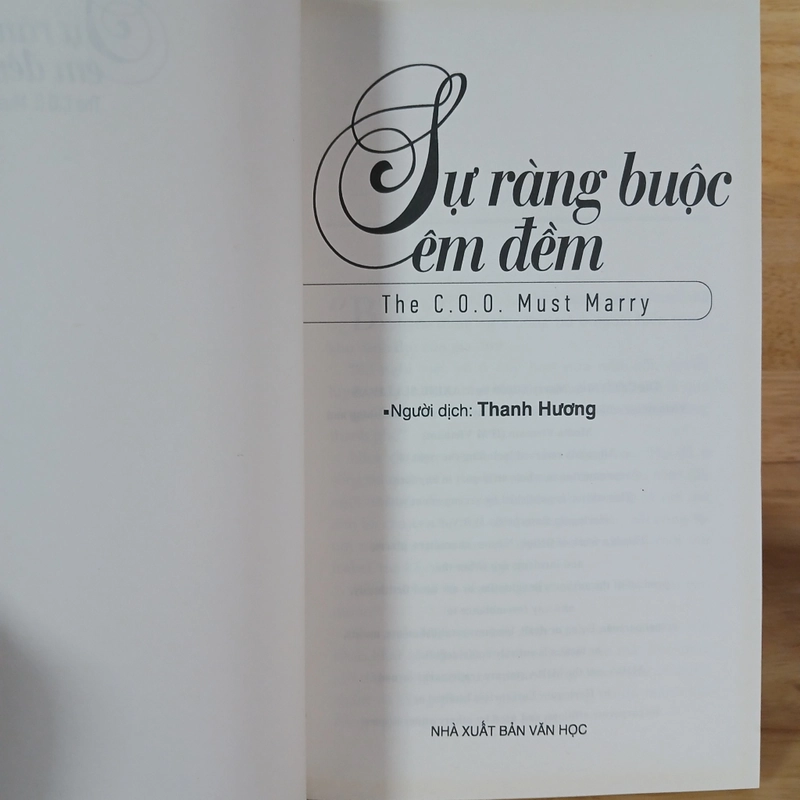 Sự ràng buộc
êm đềm
The C.O.O. Must Marry
▪Người dịch: Thanh Hương
NHÀ XUẤT BẢN VĂN HỌC